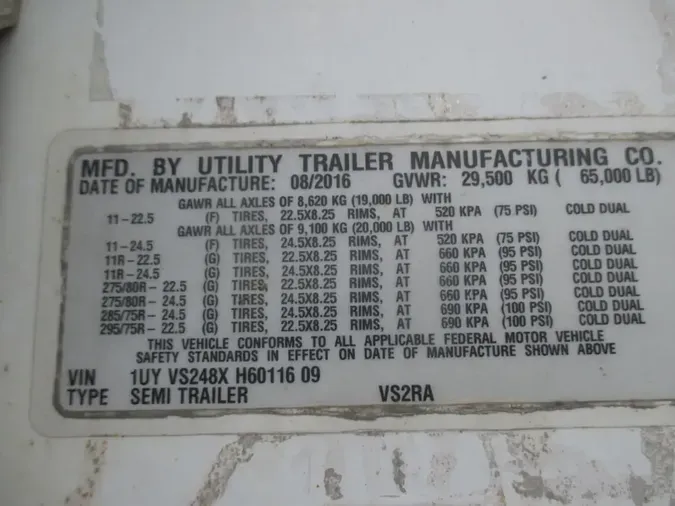 MFD. BY UTILITY TRAILER MANUFACTURING CO.
DATE OF MANUFACTURE: 08/2016 GVWR: 29,500 KG ( 65,000 LB)
GAWR ALL AXLES OF 8,620 KG (19,000 LB) WITH
11-22.5 (F) TIRES, 22.5X8.25 RIMS, AT 520 KPA (75 PSI) COLD DUAL
GAWR ALL AXLES OF 9,100 KG (20,000 LB) WITH
11-24.5 (F) TIRES, 24.5X8.25 RIMS, AT 520 KPA (75 PSI) COLD DUAL
11R-22.5 (G) TIRES, 22.5X8.25 RIMS, AT 660 KPA (95 PSI) COLD DUAL
11R-24.5 (G) TIRES, 24.5X8.25 RIMS, AT 660 KPA (95 PSI) COLD DUAL
275/80R-22.5 (G) TIRES, 22.5X8.25 RIMS, AT 660 KPA (95 PSI) COLD DUAL
275/80R-24.5 (G) TIRES, 24.5X8.25 RIMS, AT 660 KPA (95 PSI) COLD DUAL
285/75R-24.5 (G) TIRES, 24.5X8.25 RIMS, AT 690 KPA (100 PSI) COLD DUAL
295/75R-22.5 (G) TIRES, 22.5X8.25 RIMS, AT 690 KPA (100 PSI) COLD DUAL
THIS VEHICLE CONFORMS TO ALL APPLICABLE FEDERAL MOTOR VEHICLE
SAFETY STANDARDS IN EFFECT ON DATE OF MANUFACTURE SHOWN ABOVE
VIN 1UY VS248X H60116 09
TYPE SEMI TRAILER VS2RA